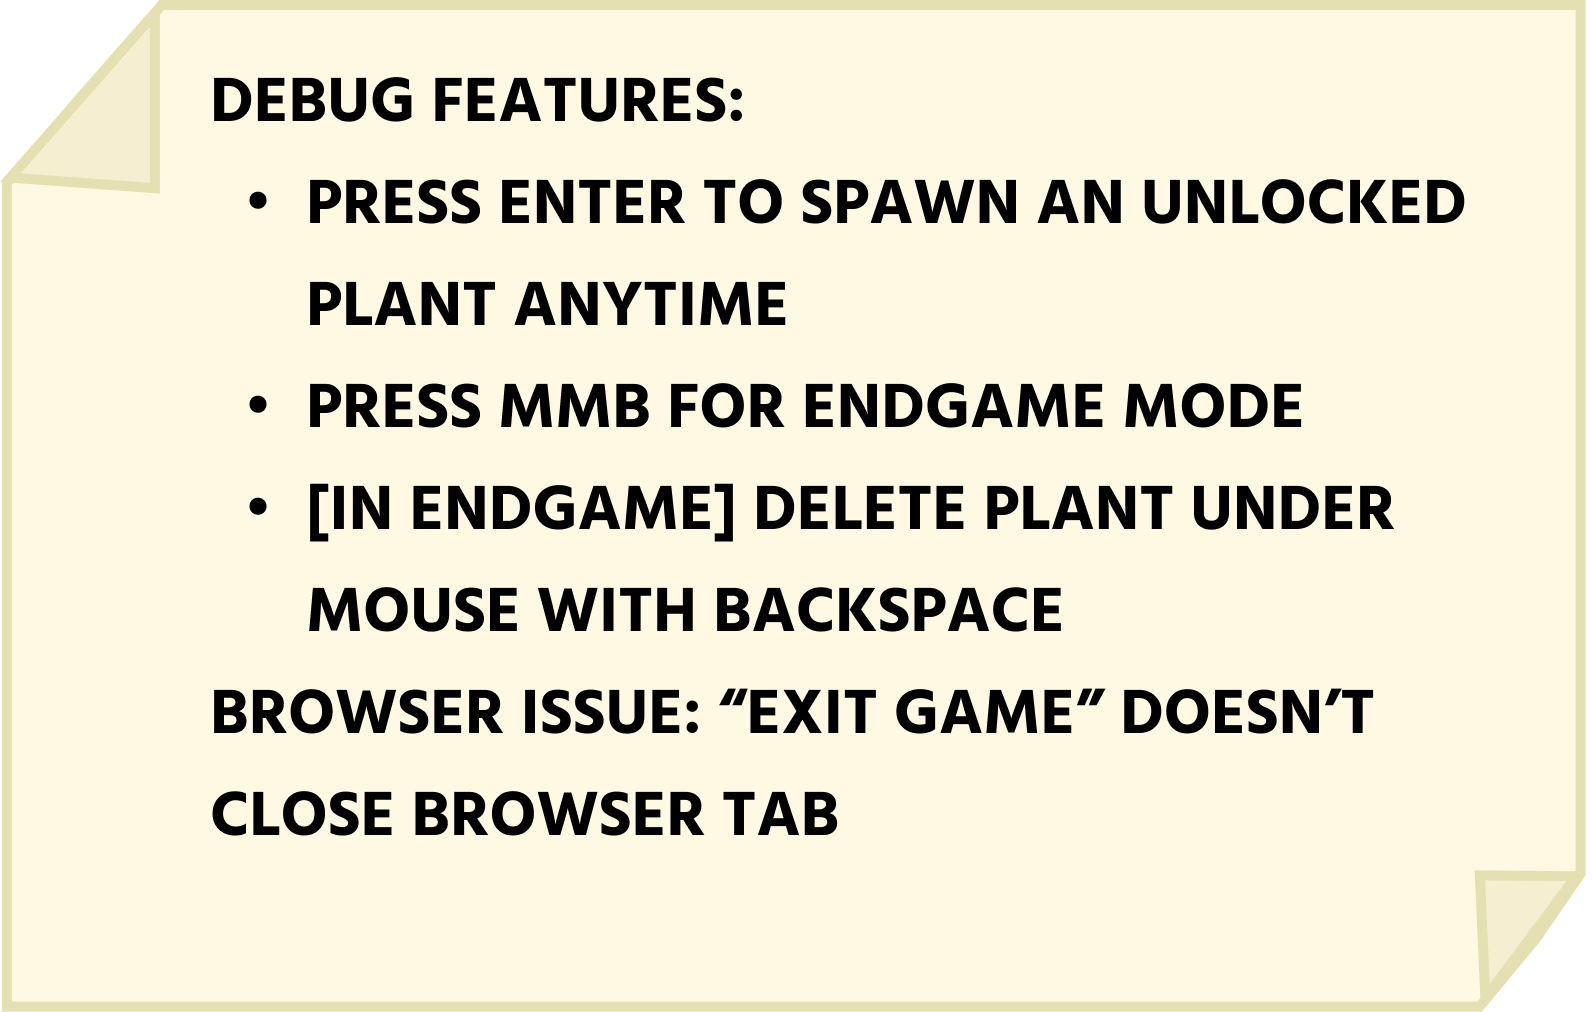 DEBUG FEATURES:
• PRESS ENTER TO SPAWN AN UNLOCKED
PLANT ANYTIME
• PRESS MMB FOR ENDGAME MODE
• [IN ENDGAME] DELETE PLANT UNDER
MOUSE WITH BACKSPACE
BROWSER ISSUE: “EXIT GAME” DOESN’T
CLOSE BROWSER TAB